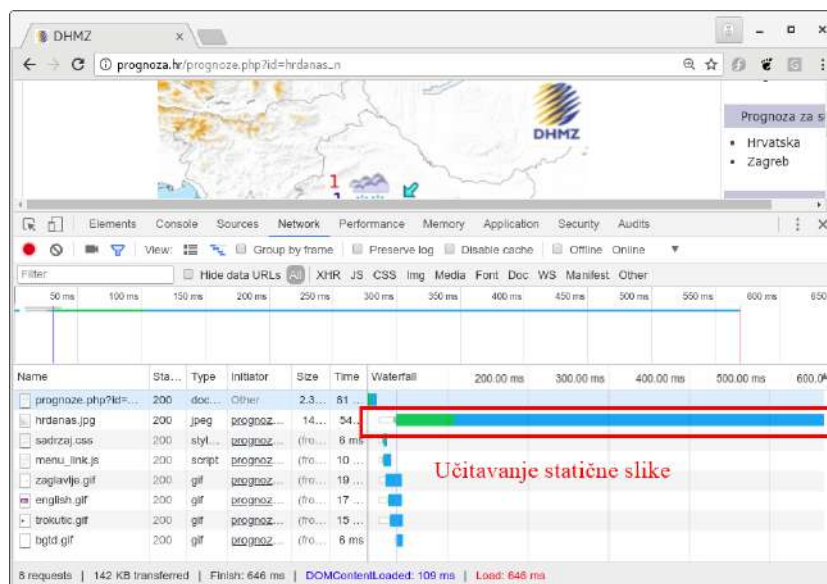 DHMZ
prognoza.hr/prognoze.php?id=hrdanas_n
DHMZ
1
Prognoza za s
Hrvatska
Zagreb
Elements Console Sources Network Performance Memory Application Security Audits
View: Group by frame Preserve log Disable cache Offline Online
Filter Hide data URLs All XHR JS CSS Img Media Font Doc WS Manifest Other
50 ms 100 ms 150 ms 200 ms 250 ms 300 ms 350 ms 400 ms 450 ms 500 ms 550 ms 600 ms 650
Name Sta... Type Initiator Size Time Waterfall 200.00 ms 300.00 ms 400.00 ms 500.00 ms 600.0
prognoze.php?id=... 200 doc... Other 2.3... 61 ...
hrdanas.jpg 200 jpeg prognoz... 14... 54...
sadrzaj.css 200 styl... prognoz... (fro... 6 ms
menu_link.js 200 script prognoz... (fro... 10 ...
zaglavlje.gif 200 gif prognoz... (fro... 19 ...
english.gif 200 gif prognoz... (fro... 17 ...
trokutic.gif 200 gif prognoz... (fro... 15 ...
bgtd.gif 200 gif prognoz... (fro... 6 ms
Učitavanje statične slike
8 requests | 142 KB transferred | Finish: 646 ms | DOMContentLoaded: 109 ms | Load: 646 ms